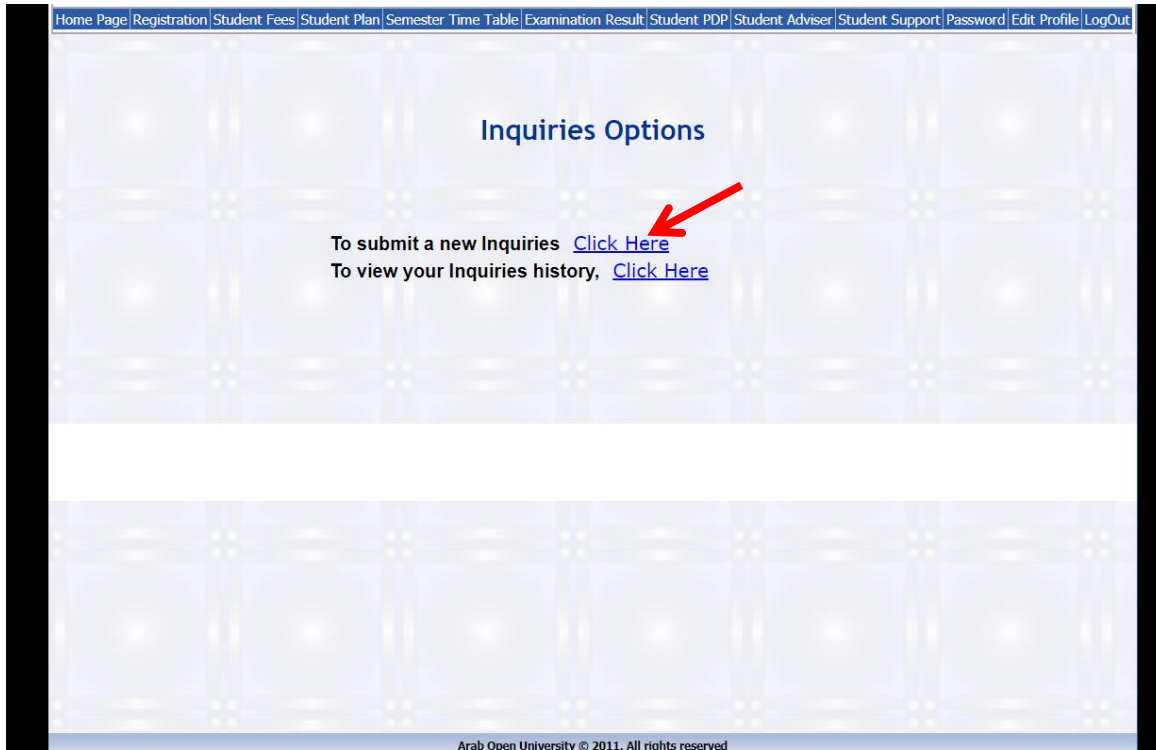 Home Page Registration Student Fees Student Plan Semester Time Table Examination Result Student PDP Student Adviser Student Support Password Edit Profile LogOut
Inquiries Options
To submit a new Inquiries Click Here
To view your Inquiries history, Click Here
Arab Open University © 2011. All rights reserved